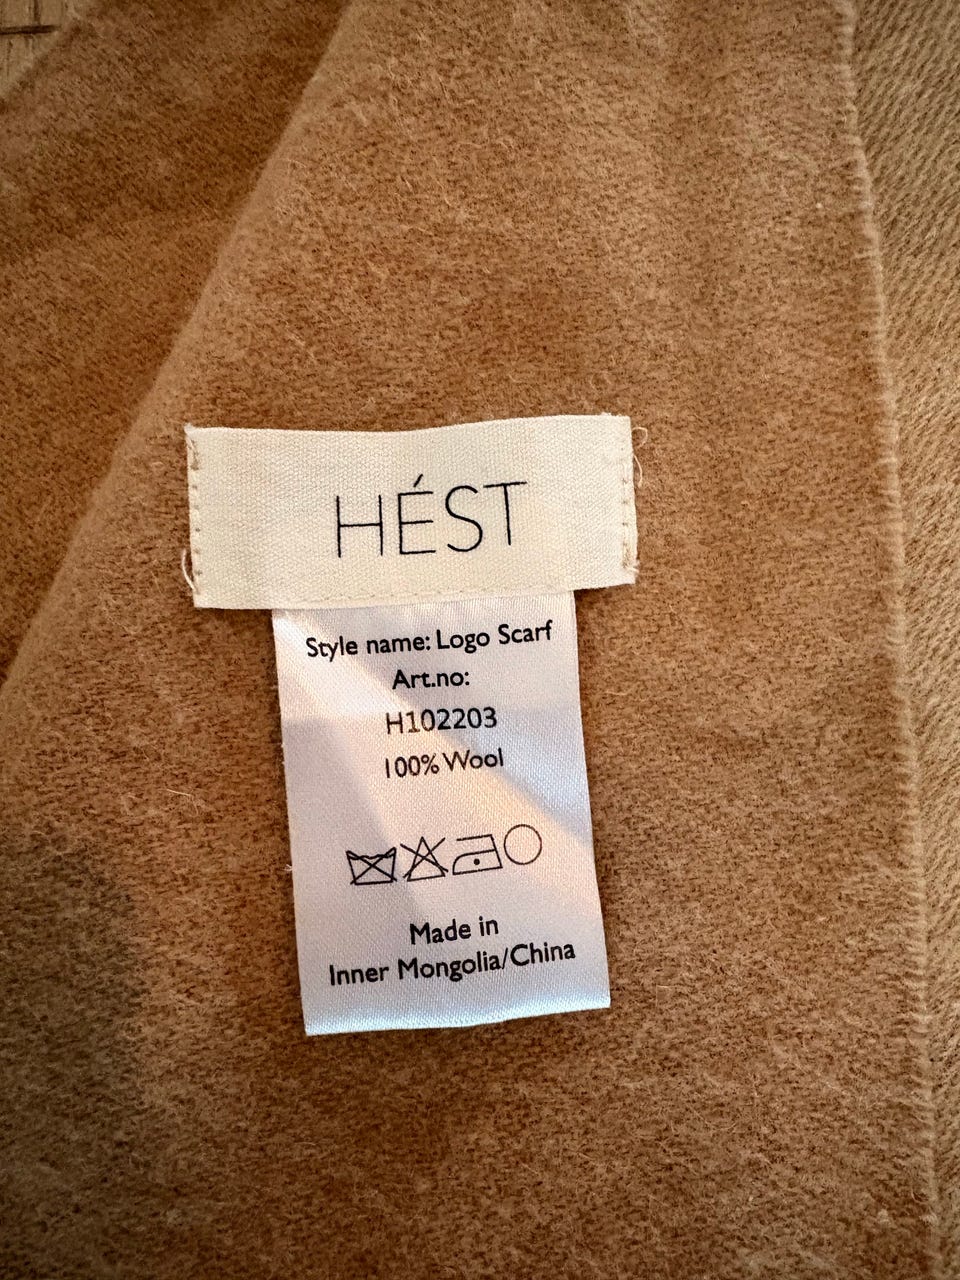 HÉST
Style name: Logo Scarf
Art.no:
H102203
100% Wool
Made in
Inner Mongolia/China